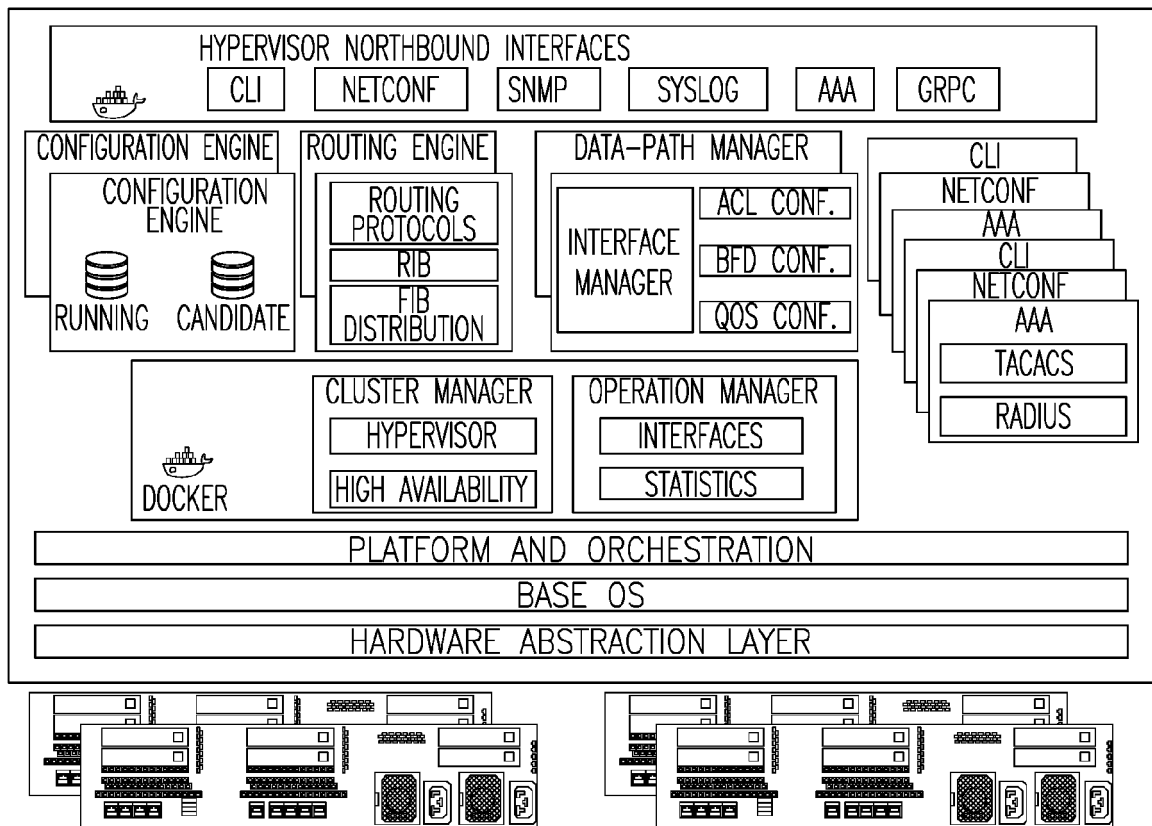 HYPERVISOR NORTHBOUND INTERFACES
CLI NETCONF SNMP SYSLOG AAA GRPC
CONFIGURATION ENGINE
CONFIGURATION
ENGINE
RUNNING CANDIDATE
ROUTING ENGINE
ROUTING
PROTOCOLS
RIB
FIB
DISTRIBUTION
DATA-PATH MANAGER
INTERFACE
MANAGER
ACL CONF.
BFD CONF.
QOS CONF.
CLI
NETCONF
AAA
CLI
NETCONF
AAA
TACACS
RADIUS
DOCKER
CLUSTER MANAGER
HYPERVISOR
HIGH AVAILABILITY
OPERATION MANAGER
INTERFACES
STATISTICS
PLATFORM AND ORCHESTRATION
BASE OS
HARDWARE ABSTRACTION LAYER